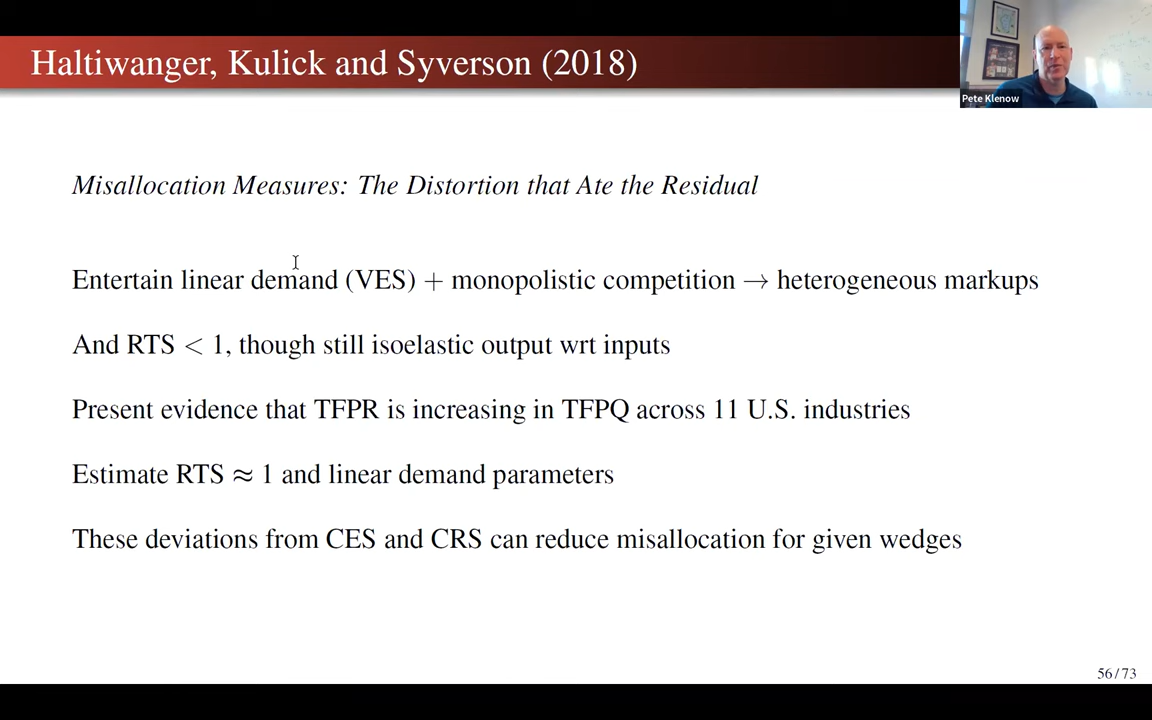 Haltiwanger, Kulick and Syverson (2018)
Pete Klenow
Misallocation Measures: The Distortion that Ate the Residual
Entertain linear demand (VES) + monopolistic competition → heterogeneous markups
And RTS < 1, though still isoelastic output wrt inputs
Present evidence that TFPR is increasing in TFPQ across 11 U.S. industries
Estimate RTS ≈ 1 and linear demand parameters
These deviations from CES and CRS can reduce misallocation for given wedges
56 / 73